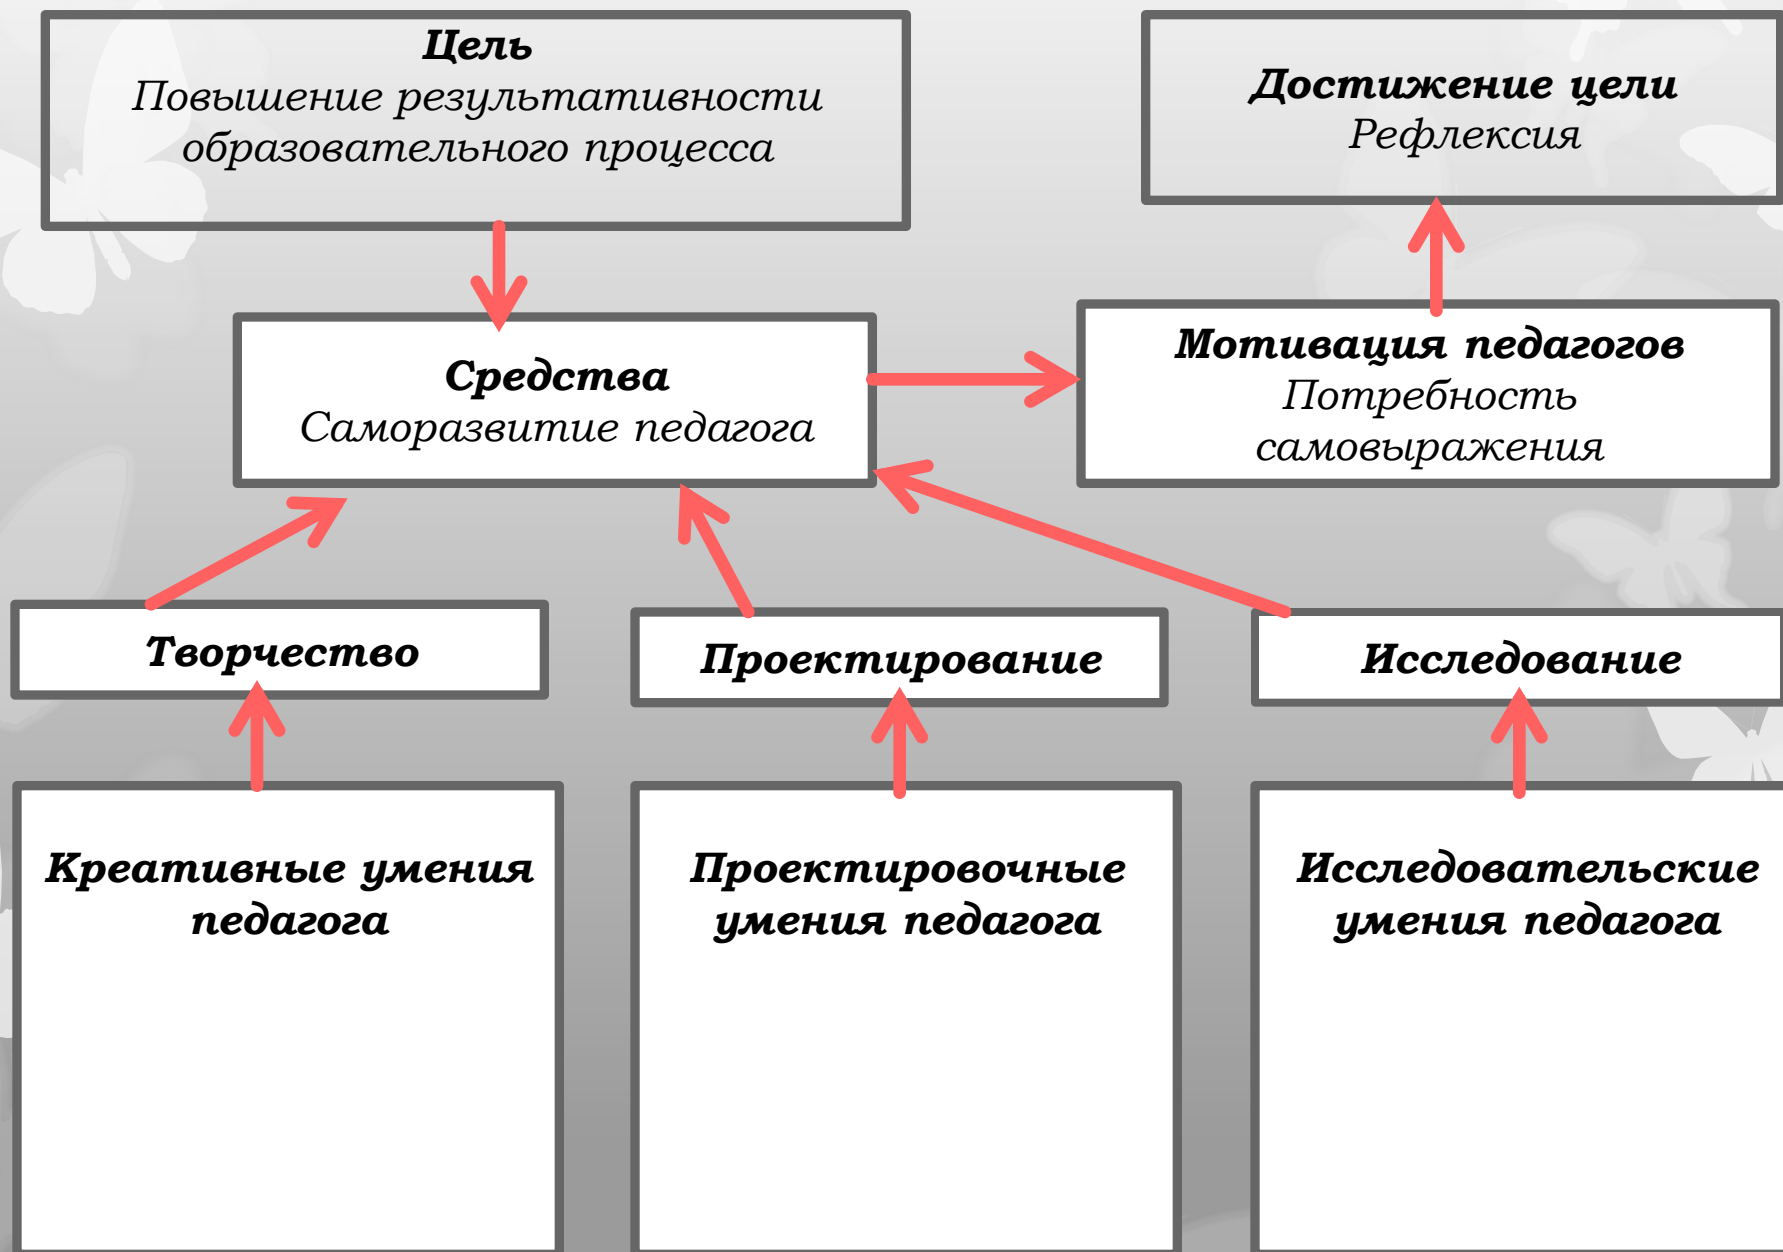 Цель
Повышение результативности
образовательного процесса
Достижение цели
Рефлексия
Средства
Саморазвитие педагога
Мотивация педагогов
Потребность
самовыражения
Творчество
Проектирование
Исследование
Креативные умения
педагога
Проектировочные
умения педагога
Исследовательские
умения педагога